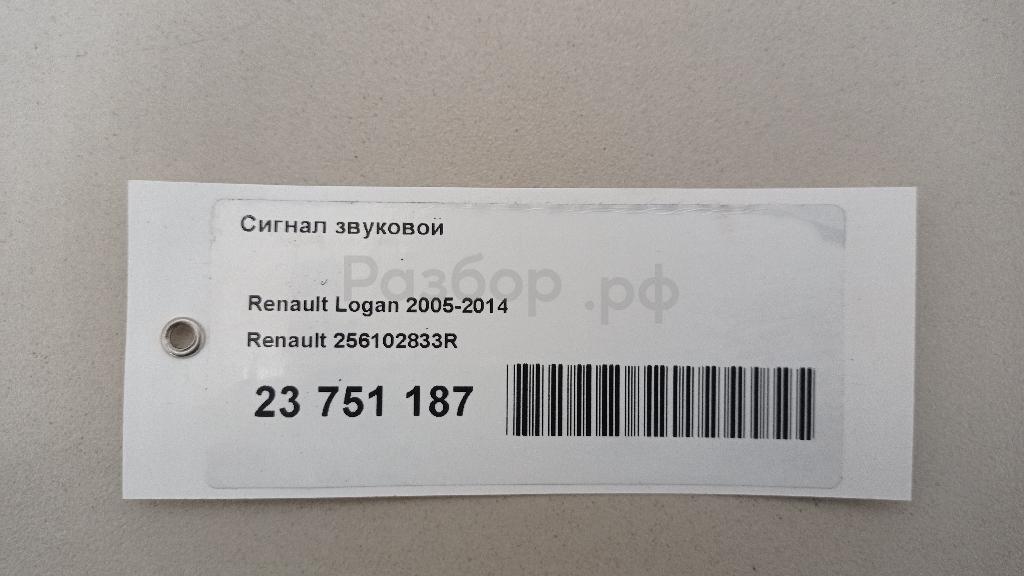 Сигнал звуковой
Разбор .рф
Renault Logan 2005-2014
Renault 256102833R
23 751 187